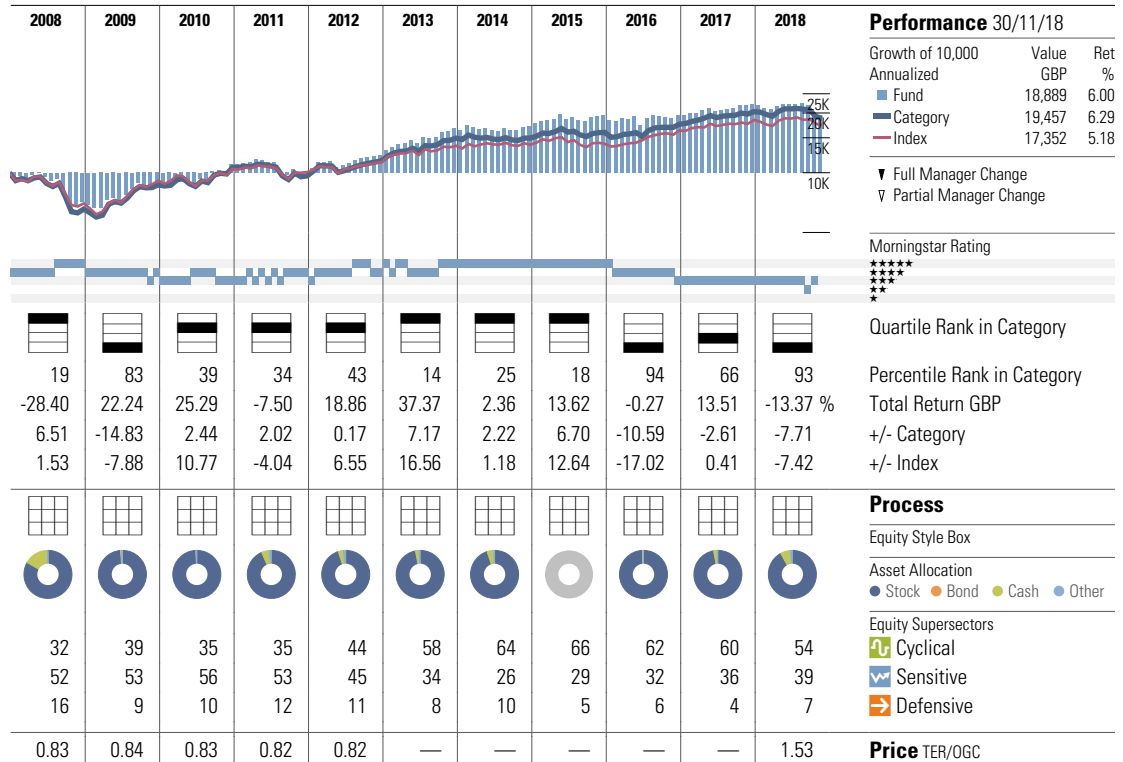 2008 2009 2010 2011 2012 2013 2014 2015 2016 2017 2018 Performance 30/11/18
Growth of 10,000 Value Ret
Annualized GBP %
Fund 18,889 6.00
Category 19,457 6.29
Index 17,352 5.18
25K
20K
15K
10K
Full Manager Change
Partial Manager Change
Morningstar Rating
★★★★★
★★★★
★★★
★★
★
Quartile Rank in Category
19 83 39 34 43 14 25 18 94 66 93 Percentile Rank in Category
-28.40 22.24 25.29 -7.50 18.86 37.37 2.36 13.62 -0.27 13.51 -13.37 % Total Return GBP
6.51 -14.83 2.44 2.02 0.17 7.17 2.22 6.70 -10.59 -2.61 -7.71 +/- Category
1.53 -7.88 10.77 -4.04 6.55 16.56 1.18 12.64 -17.02 0.41 -7.42 +/- Index
Process
Equity Style Box
Asset Allocation
Stock Bond Cash Other
Equity Supersectors
32 39 35 35 44 58 64 66 62 60 54 Cyclical
52 53 56 53 45 34 26 29 32 36 39 Sensitive
16 9 10 12 11 8 10 5 6 4 7 Defensive
0.83 0.84 0.83 0.82 0.82 — — — — — 1.53 Price TER/OGC